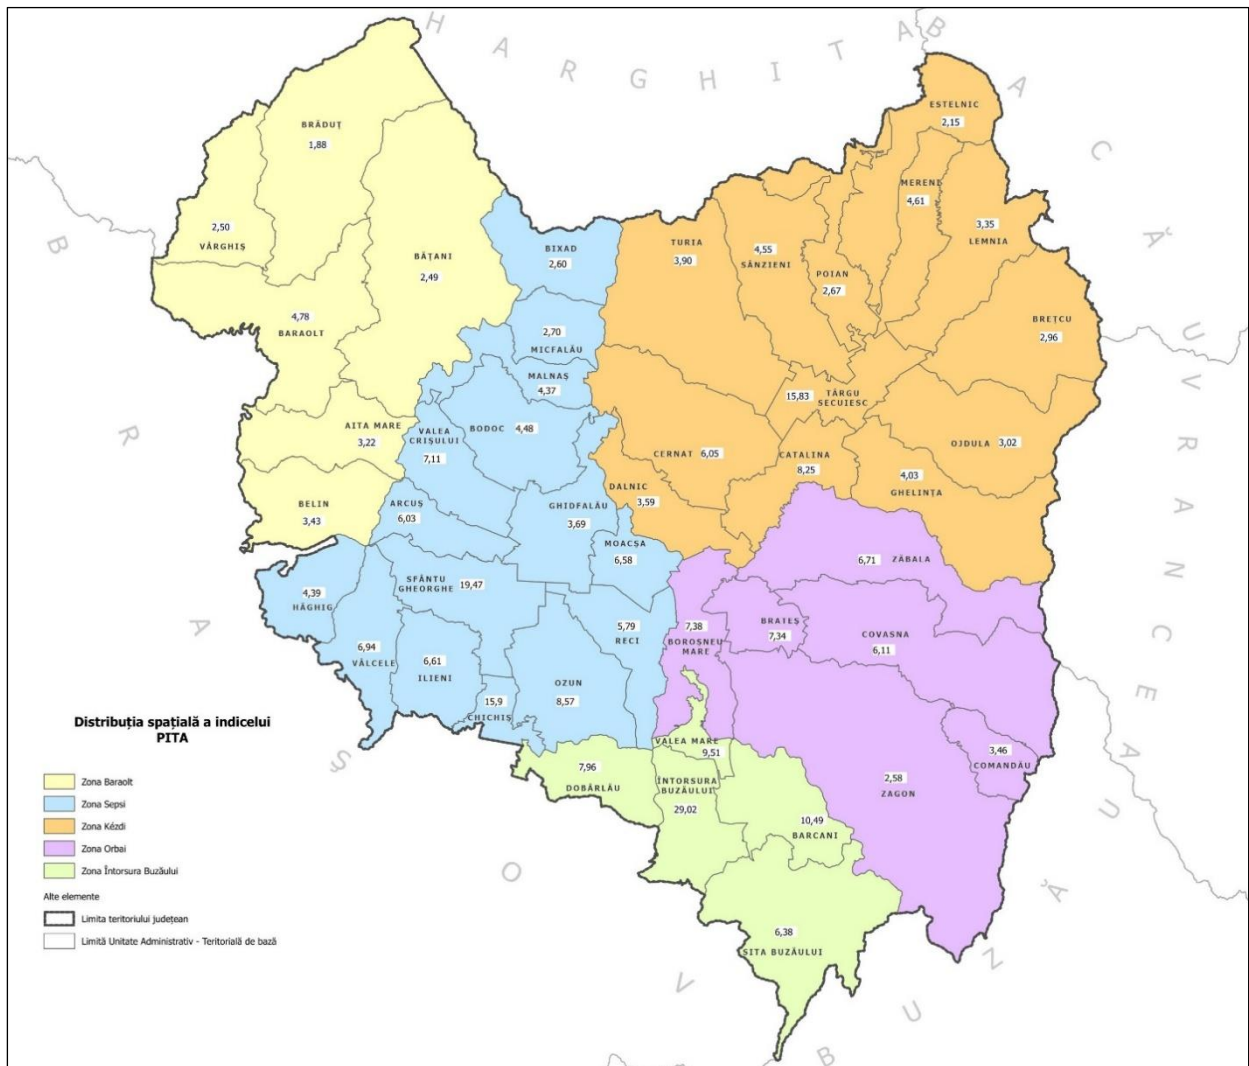 HARGHITA
BACĂU
VRANCEA
BUZĂU
BRAȘOV
PRAHOVA
ESTELNIC
2,15
BRĂDUȚ
1,88
MERENI
4,61
2,50
VÂRGHIȘ
3,35
LEMNIA
BIXAD
2,60
TURIA
3,90
4,55
SÂNZIENI
BĂȚANI
2,49
POIAN
2,67
4,78
BARAOLT
BREȚCU
2,96
2,70
MICFALĂU
MALNAȘ
4,37
15,83
TÂRGU
SECUIESC
AITA MARE
3,22
VALEA
CRIȘULUI
7,11
BODOC 4,48
CERNAT 6,05
CATALINA
8,25
OJDULA 3,02
4,03
GHELINȚA
DALNIC
3,59
BELIN
3,43
ARCUȘ
6,03
GHIDFALĂU
3,69
MOACȘA
6,58
6,71 ZĂBALA
4,39
HĂGHIG
SFÂNTU
GHEORGHE
19,47
5,79
RECI
7,38
BOROȘNEU
MARE
BRATEȘ
7,34
COVASNA
6,11
6,94
VÂLCELE
6,61
ILIENI
OZUN
8,57
15,9
CHICHIȘ
VALEA MARE
9,51
3,46
COMANDĂU
7,96
DOBÂRLĂU
ÎNTORSURA
BUZĂULUI
29,02
2,58
ZAGON
10,49
BARCANI
6,38
SITA BUZĂULUI
Distribuția spațială a indicelui
PITA
Zona Baraolt
Zona Sepsi
Zona Kézdi
Zona Orbai
Zona Întorsura Buzăului
Alte elemente
Limita teritoriului județean
Limită Unitate Administrativ - Teritorială de bază